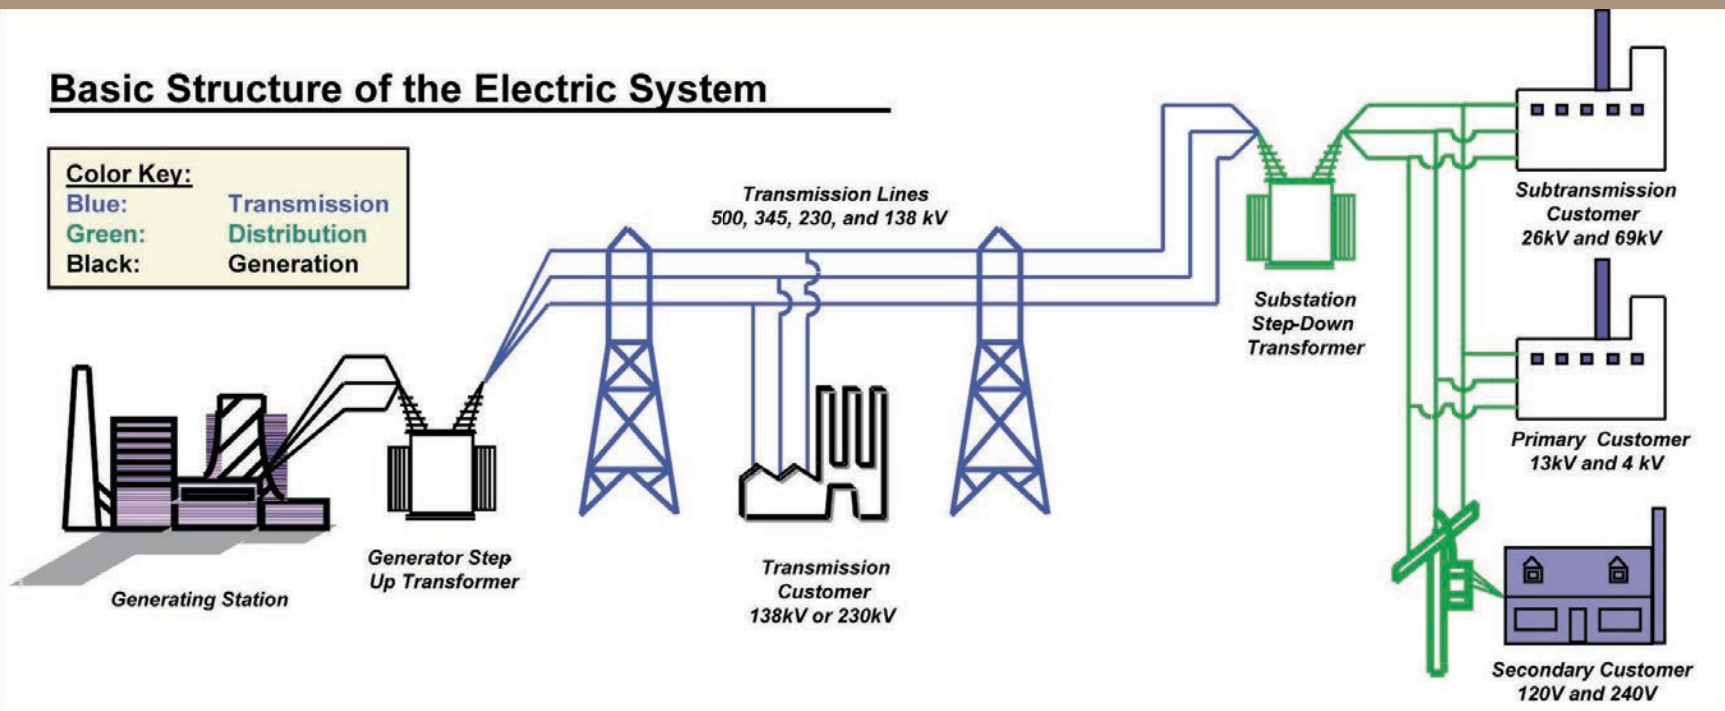 Basic Structure of the Electric System
Color Key:
Blue: Transmission
Green: Distribution
Black: Generation
Transmission Lines
500, 345, 230, and 138 kV
Generating Station
Generator Step
Up Transformer
Transmission
Customer
138kV or 230kV
Substation
Step-Down
Transformer
Subtransmission
Customer
26kV and 69kV
Primary Customer
13kV and 4 kV
Secondary Customer
120V and 240V